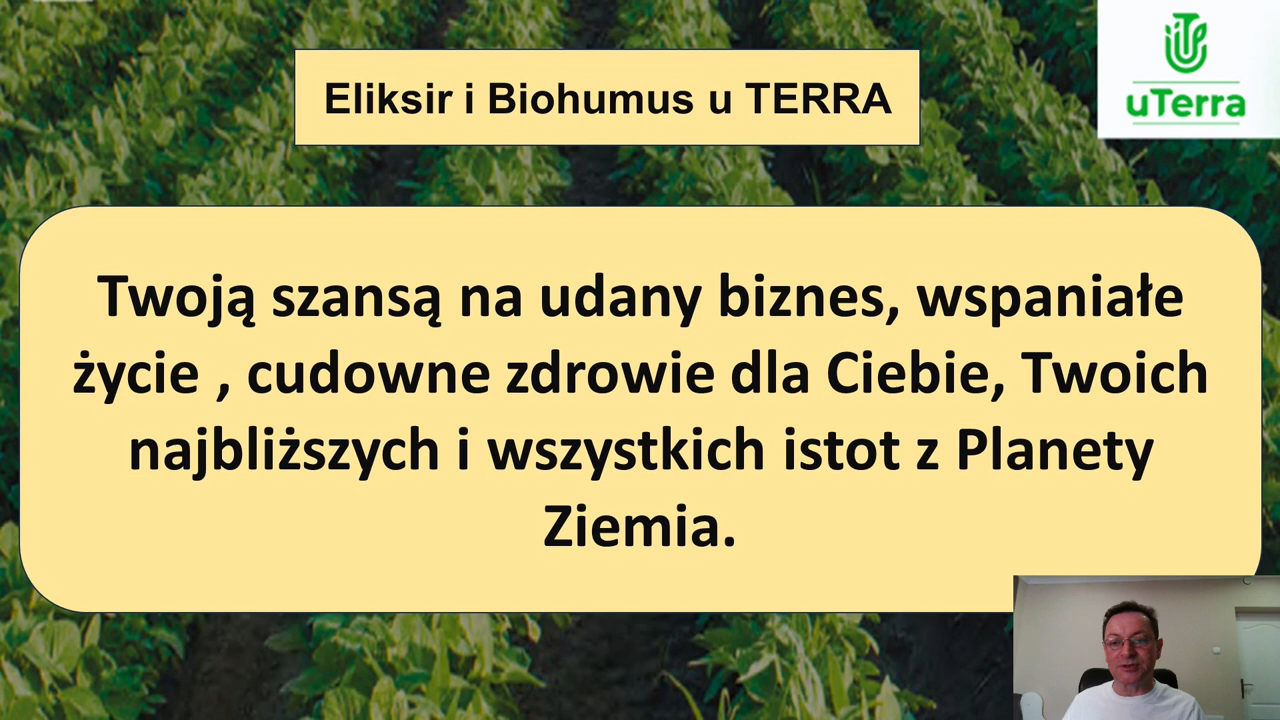 Eliksir i Biohumus u TERRA
uTerra
Twoją szansą na udany biznes, wspaniałe
życie , cudowne zdrowie dla Ciebie, Twoich
najbliższych i wszystkich istot z Planety
Ziemia.